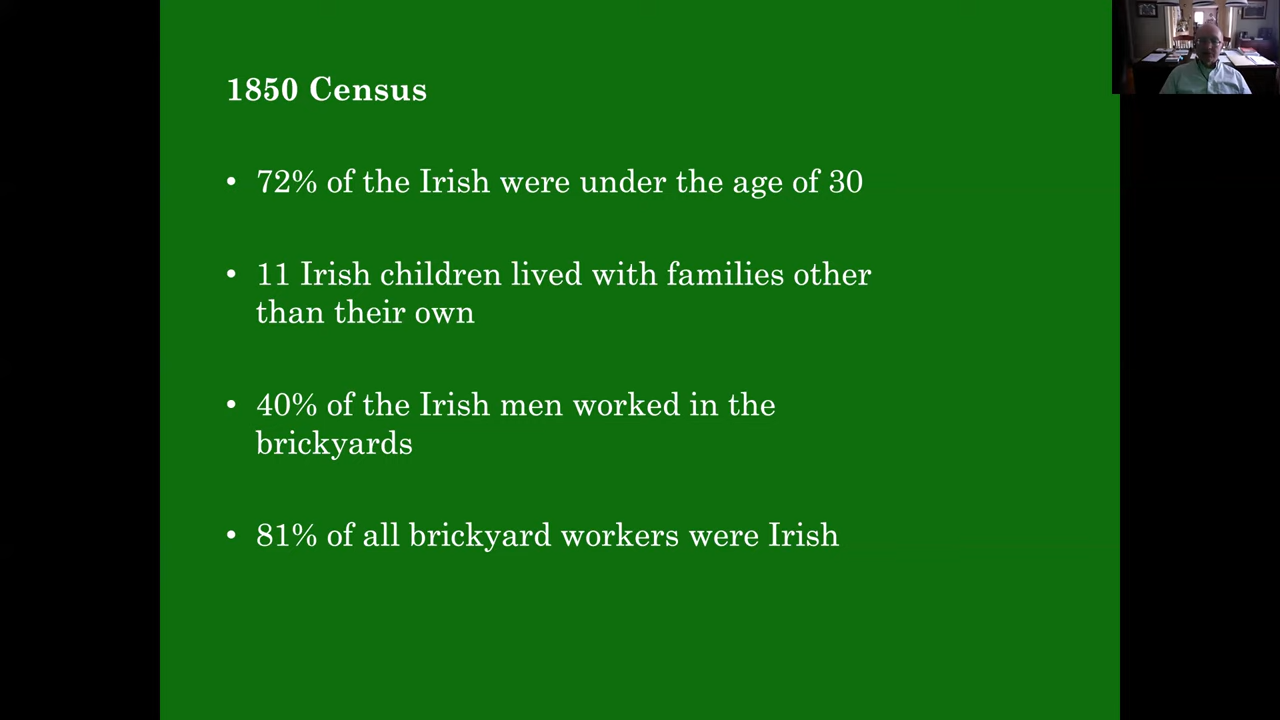 1850 Census
• 72% of the Irish were under the age of 30
• 11 Irish children lived with families other
than their own
• 40% of the Irish men worked in the
brickyards
• 81% of all brickyard workers were Irish